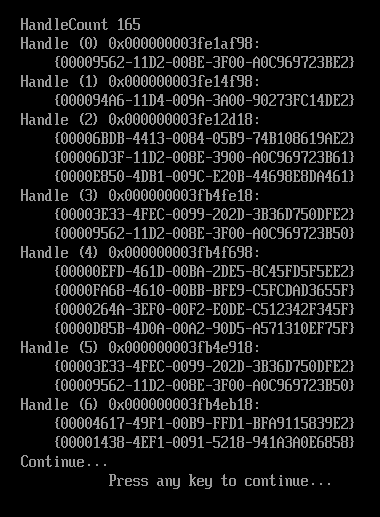 HandleCount 165
Handle (0) 0x000000003fe1af98:
{00009562-11D2-008E-3F00-A0C969723BE2}
Handle (1) 0x000000003fe14f98:
{000094A6-11D4-009A-3A00-90273FC14DE2}
Handle (2) 0x000000003fe12d18:
{00006BDB-4413-0084-05B9-74B108619AE2}
{00006D3F-11D2-008E-3900-A0C969723B61}
{0000E850-4DB1-009C-E20B-44698E8DA461}
Handle (3) 0x000000003fb4fe18:
{00003E33-4FEC-0099-202D-3B36D750DFE2}
{00009562-11D2-008E-3F00-A0C969723B50}
Handle (4) 0x000000003fb4f698:
{00000EFD-461D-00BA-2DE5-8C45FD5F5EE2}
{0000FA68-4610-00BB-BFE9-C5FCDAD3655F}
{0000264A-3EF0-00F2-E0DE-C512342F345F}
{0000D85B-4D0A-00A2-90D5-A571310EF75F}
Handle (5) 0x000000003fb4e918:
{00003E33-4FEC-0099-202D-3B36D750DFE2}
{00009562-11D2-008E-3F00-A0C969723B50}
Handle (6) 0x000000003fb4eb18:
{00004617-49F1-00B9-FFD1-BFA9115839E2}
{00001438-4EF1-0091-5218-941A3A0E6858}
Continue...
Press any key to continue...